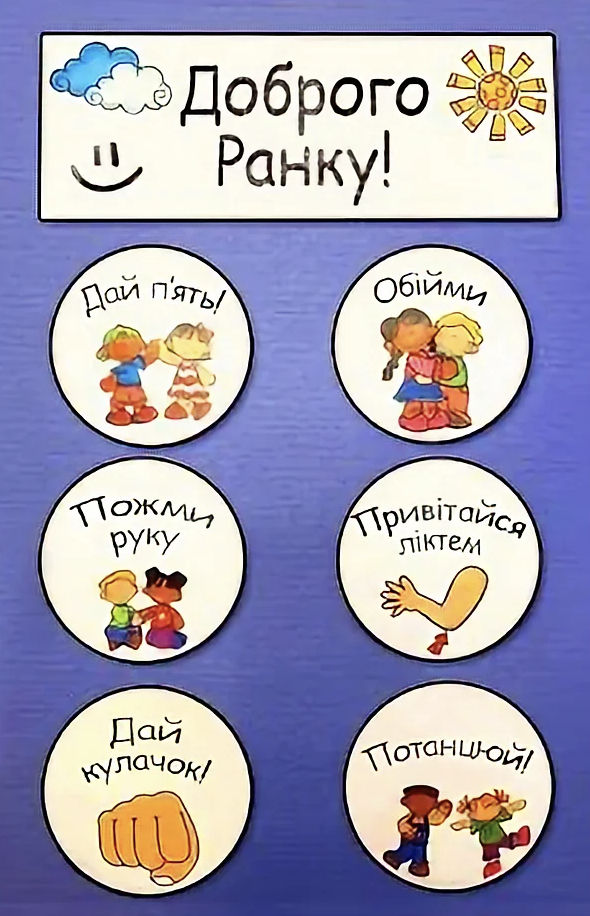 Доброго
Ранку!
Дай п'ять!
Обійми
Пожми
руку
Привітайся
ліктем
Дай
кулачок!
Потанцюй!